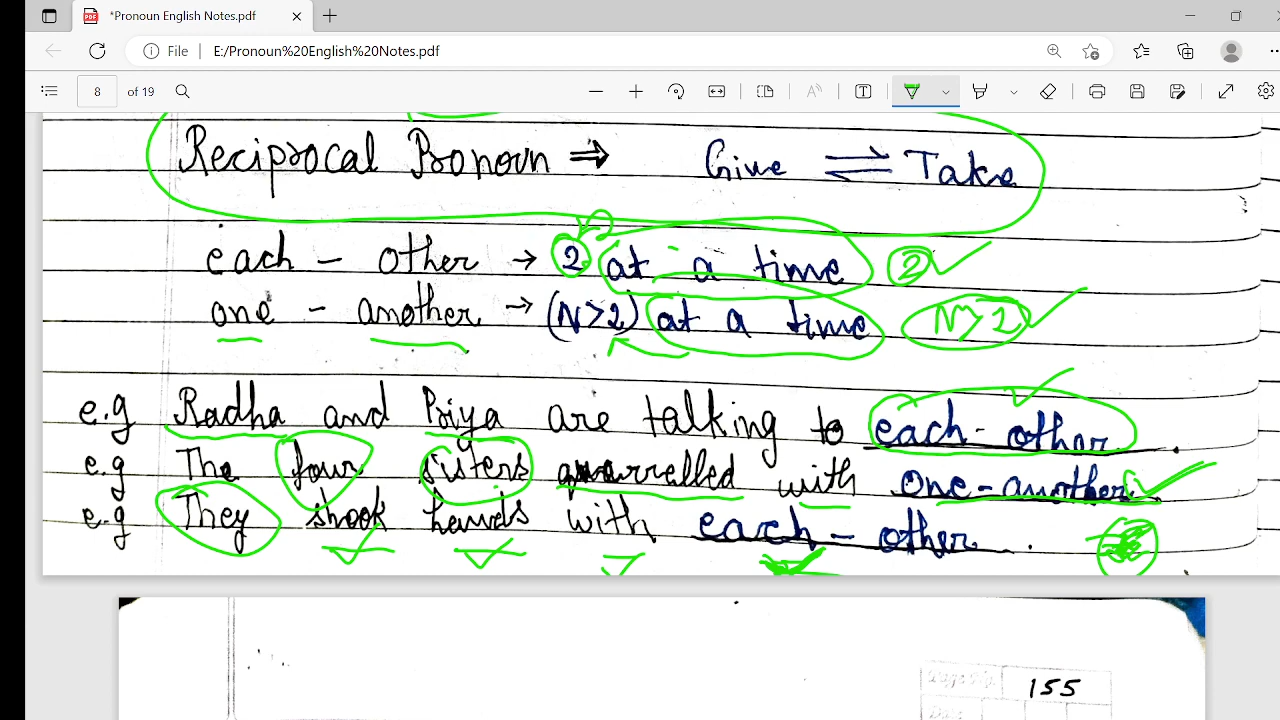 *Pronoun English Notes.pdf
File | E:/Pronoun%20English%20Notes.pdf
8 of 19
Reciprocal Pronoun ⇒ Give ⇌ Take
each - other → 2 at a time 2 ✓
one - another → (N>2) at a time N>2 ✓
e.g Radha and Priya are talking to each-other.
e.g The four sisters quarrelled with one-another.
e.g They shook hands with each-other.
155
Date